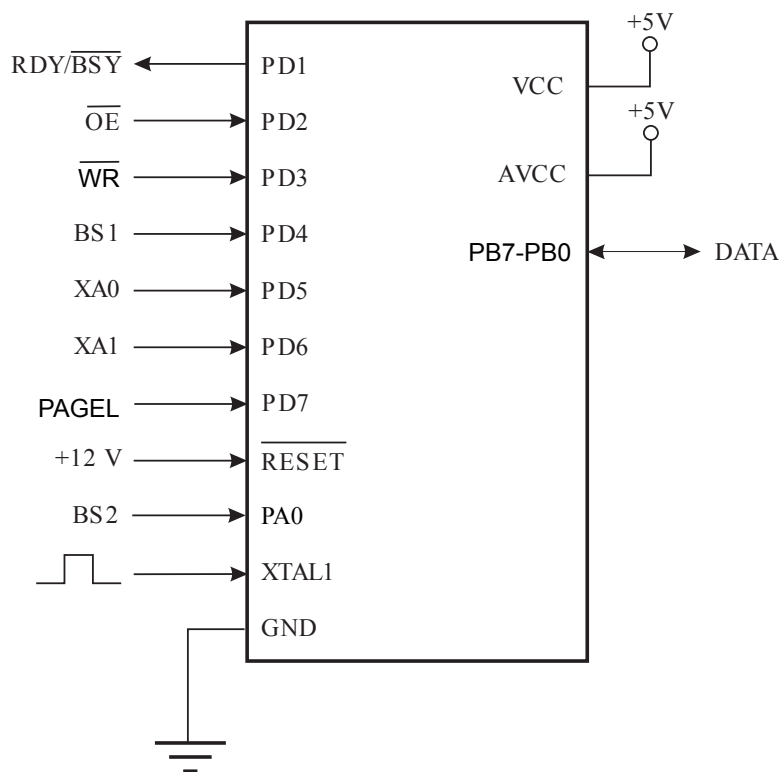 RDY/BSY PD1
OE PD2
WR PD3
BS1 PD4
XA0 PD5
XA1 PD6
PAGEL PD7
+12 V RESET
BS2 PA0
XTAL1
GND
+5V
VCC
+5V
AVCC
PB7-PB0 DATA